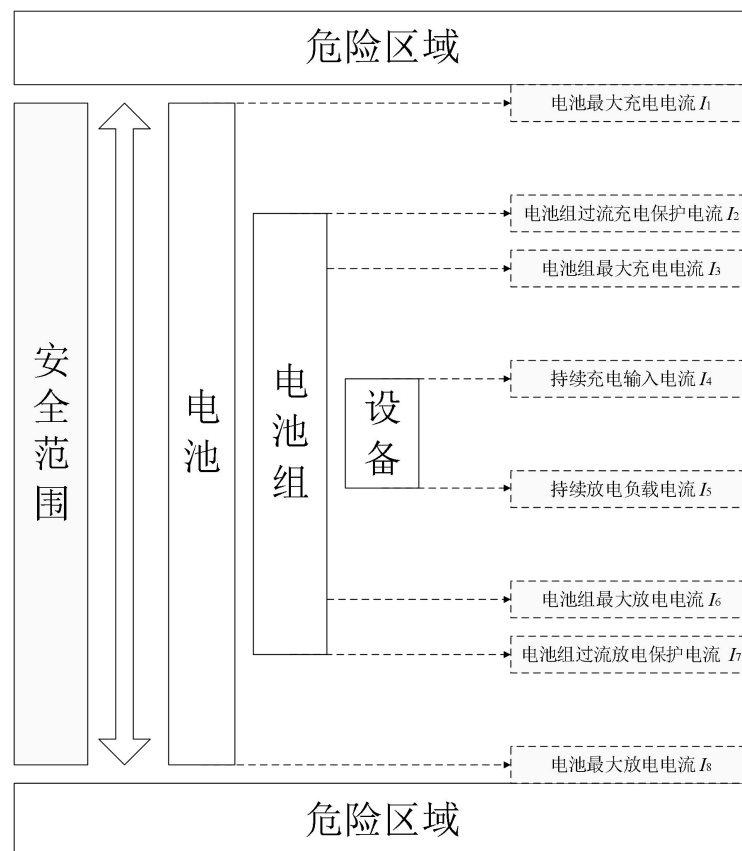 危险区域
电池最大充电电流 I₁
电池组过流充电保护电流 I₂
电池组最大充电电流 I₃
安全范围
电池
电池组
设备
持续充电输入电流 I₄
持续放电负载电流 I₅
电池组最大放电电流 I₆
电池组过流放电保护电流 I₇
电池最大放电电流 I₈
危险区域